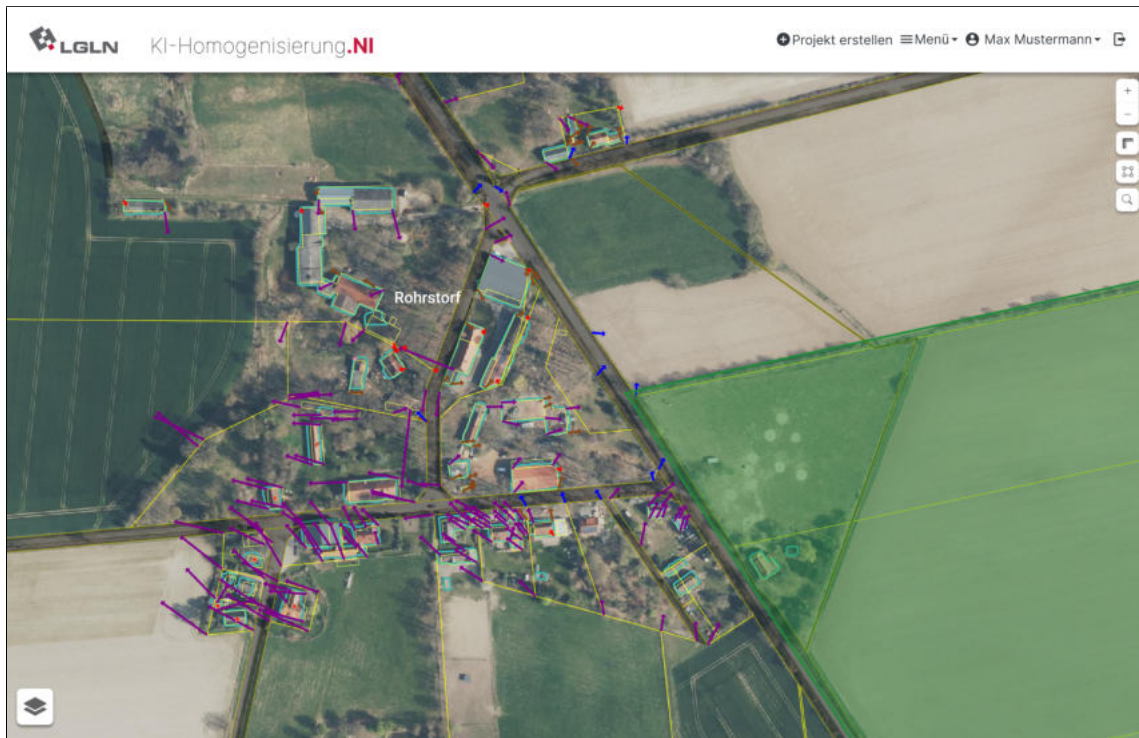 LGLN
KI-Homogenisierung.NI
Projekt erstellen Menü Max Mustermann
Rohrstorf